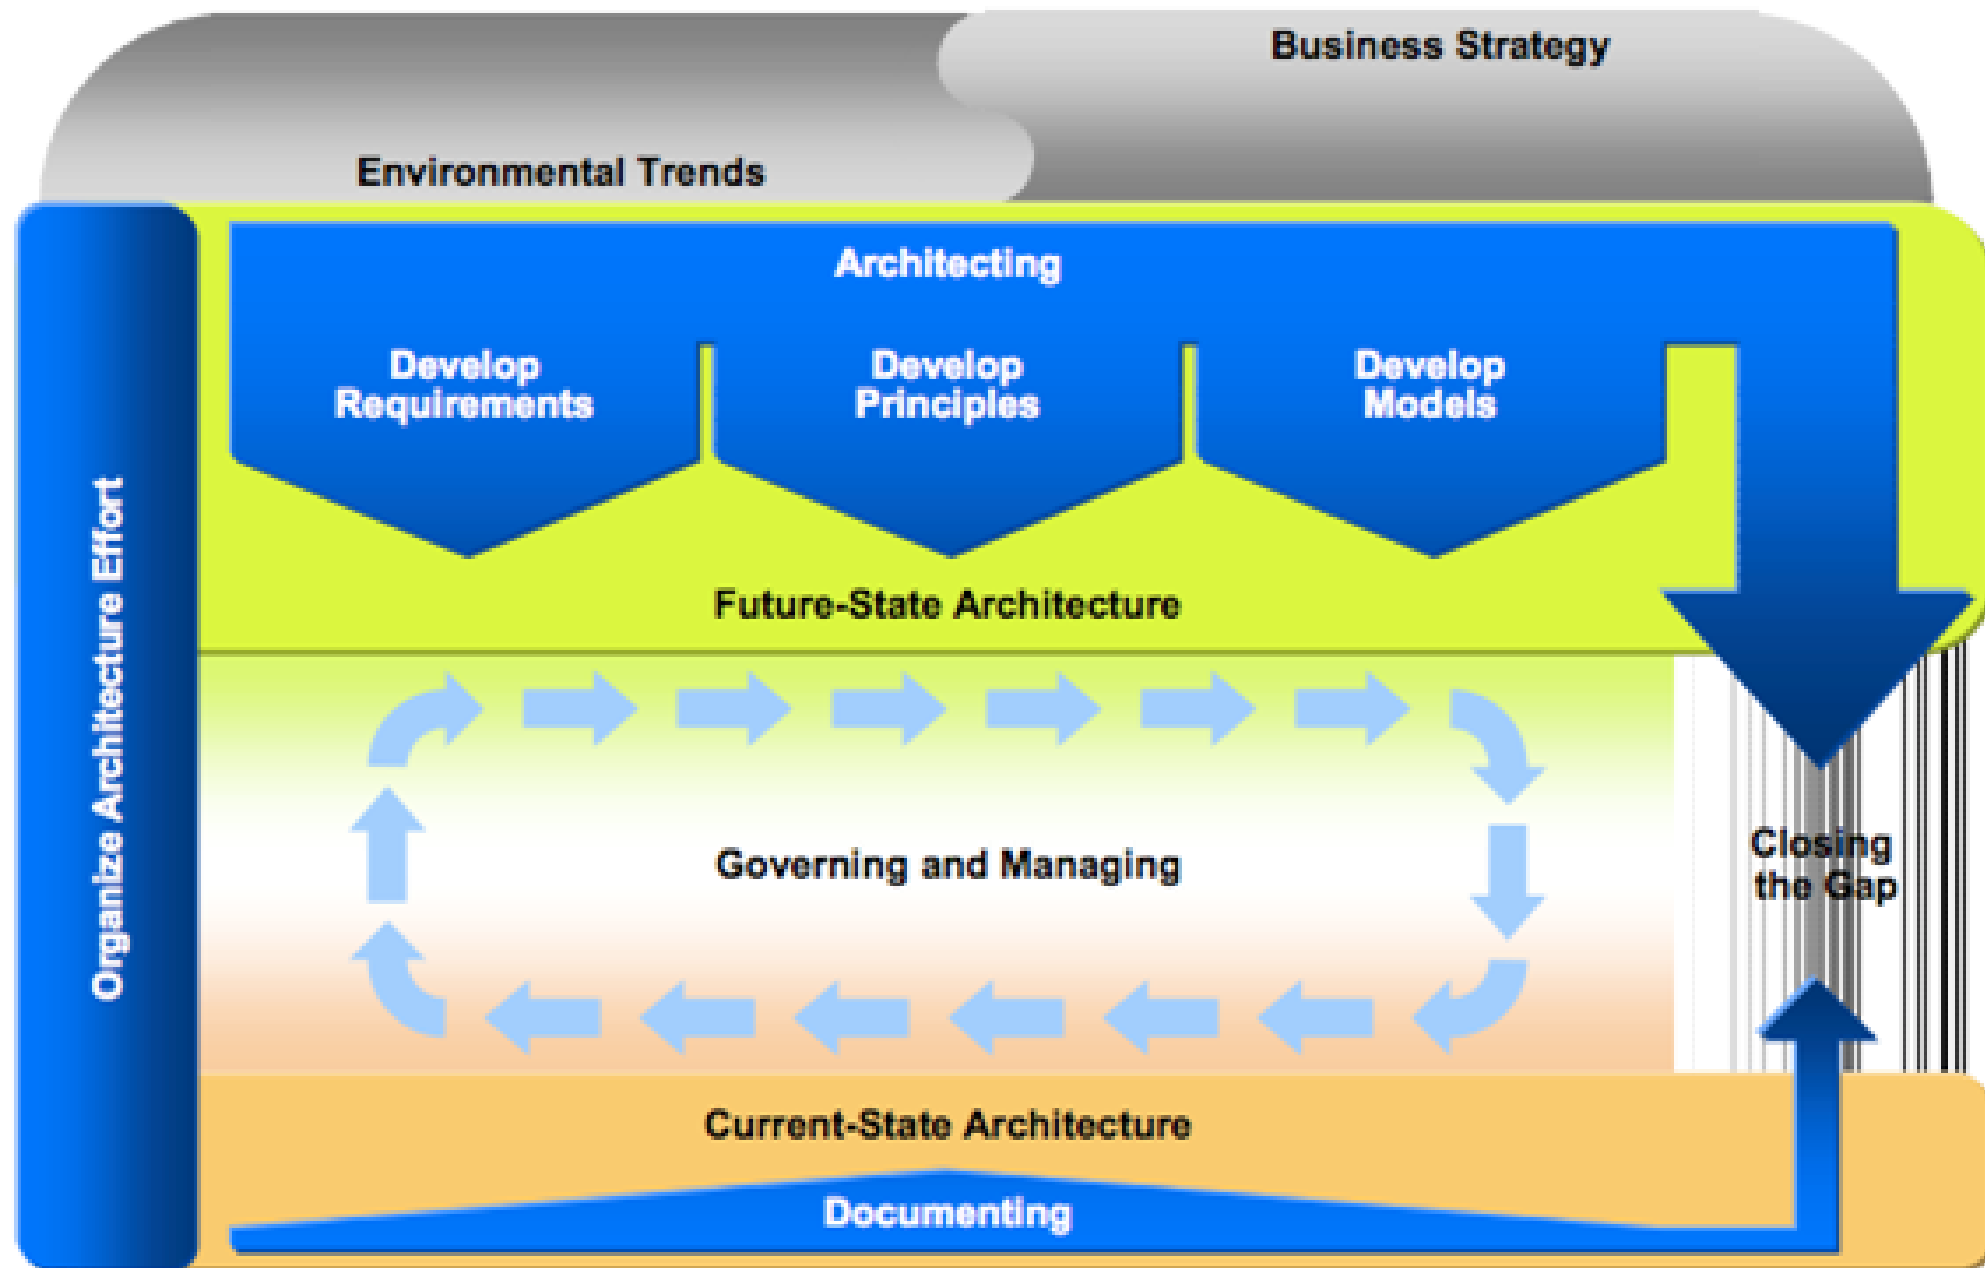 Business Strategy
Environmental Trends
Architecting
Develop
Requirements
Develop
Principles
Develop
Models
Future-State Architecture
Organize Architecture Effort
Governing and Managing
Closing
the Gap
Current-State Architecture
Documenting